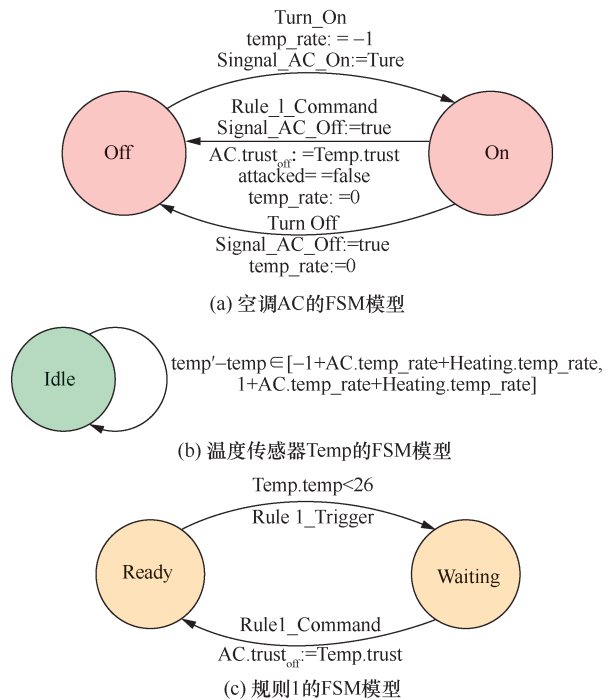 Turn_On
temp_rate: = –1
Singnal_AC_On:=Ture
Rule_l_Command
Signal_AC_Off:=true
Off
On
AC.trustoff: =Temp.trust
attacked= =false
temp_rate: =0
Turn Off
Signal_AC_Off:=true
temp_rate:=0
(a) 空调AC的FSM模型
Idle
temp′–temp∈[–1+AC.temp_rate+Heating.temp_rate,
1+AC.temp_rate+Heating.temp_rate]
(b) 温度传感器Temp的FSM模型
Temp.temp<26
Rule 1_Trigger
Ready
Waiting
Rule1_Command
AC.trustoff:=Temp.trust
(c) 规则1的FSM模型